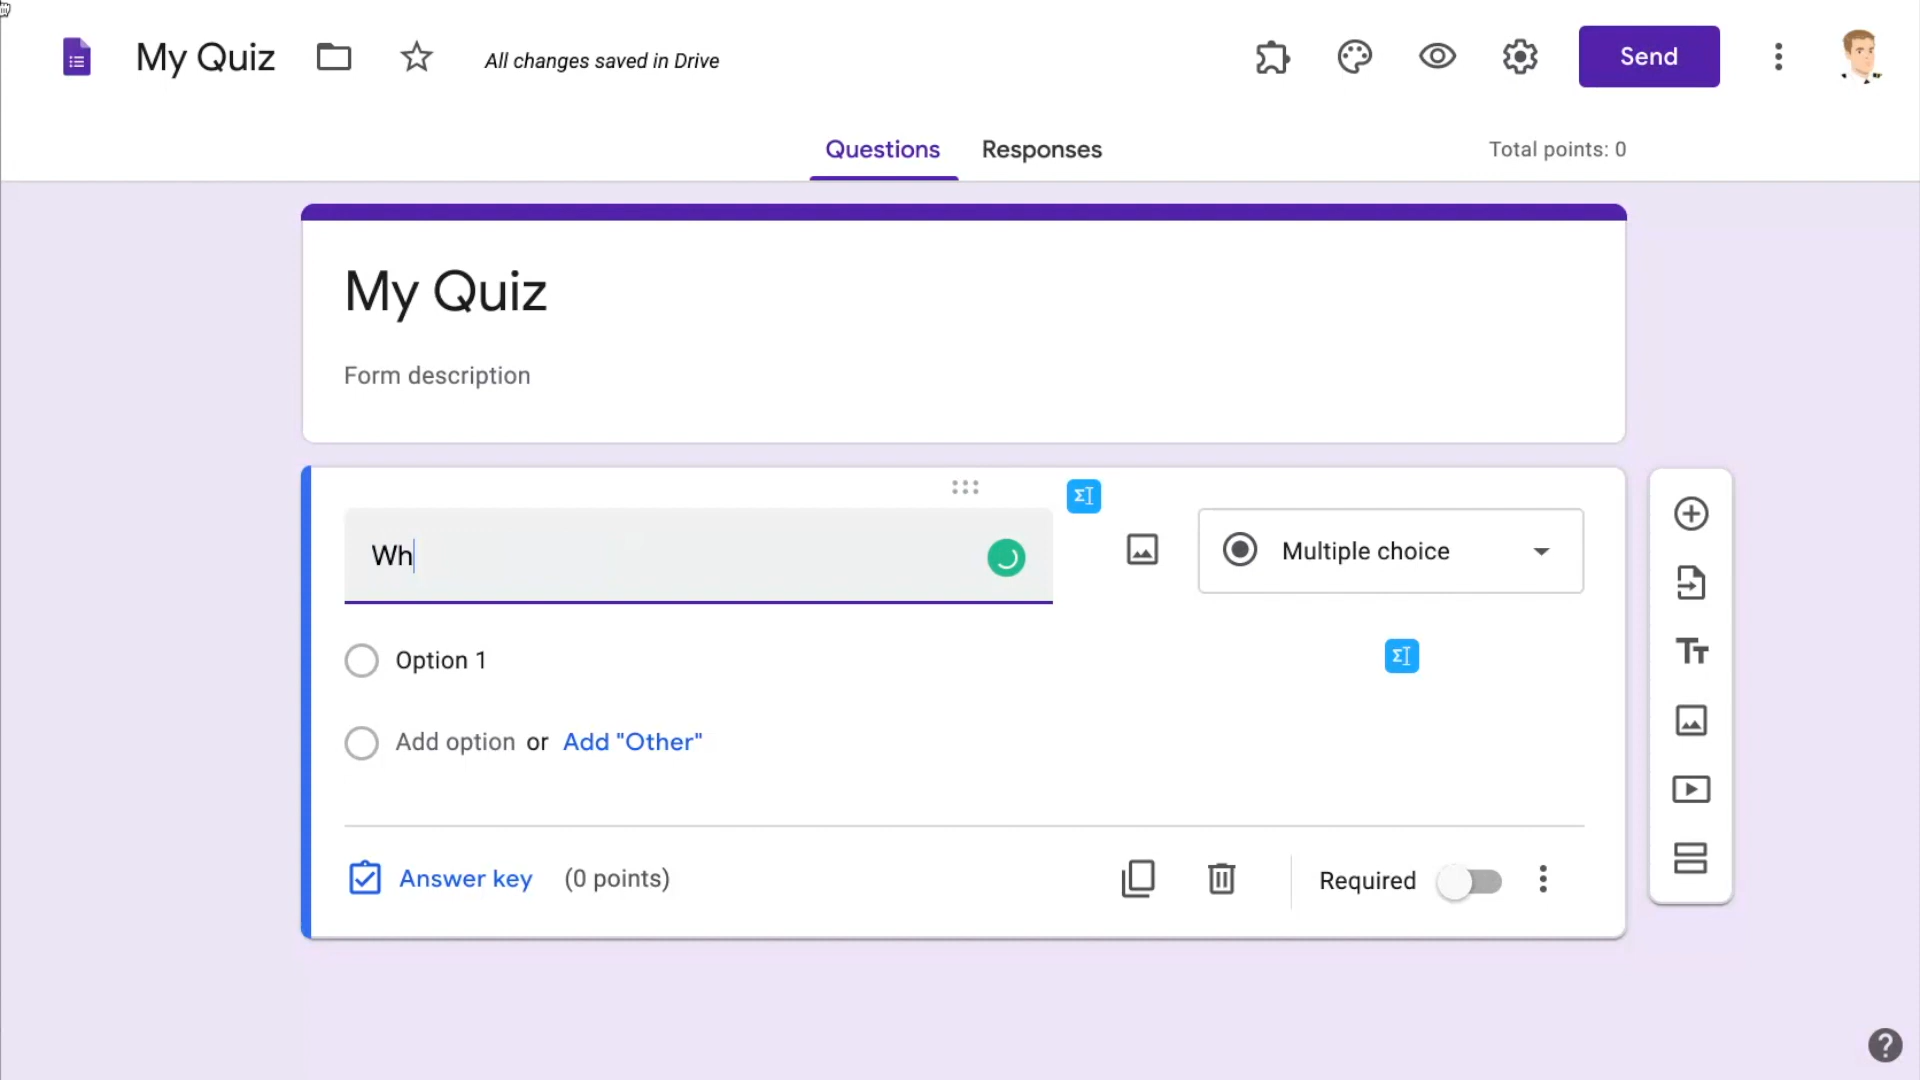 My Quiz
All changes saved in Drive
Send
Questions
Responses
Total points: 0
My Quiz
Form description
Wh
Multiple choice
Option 1
Add option or Add "Other"
Answer key
(0 points)
Required